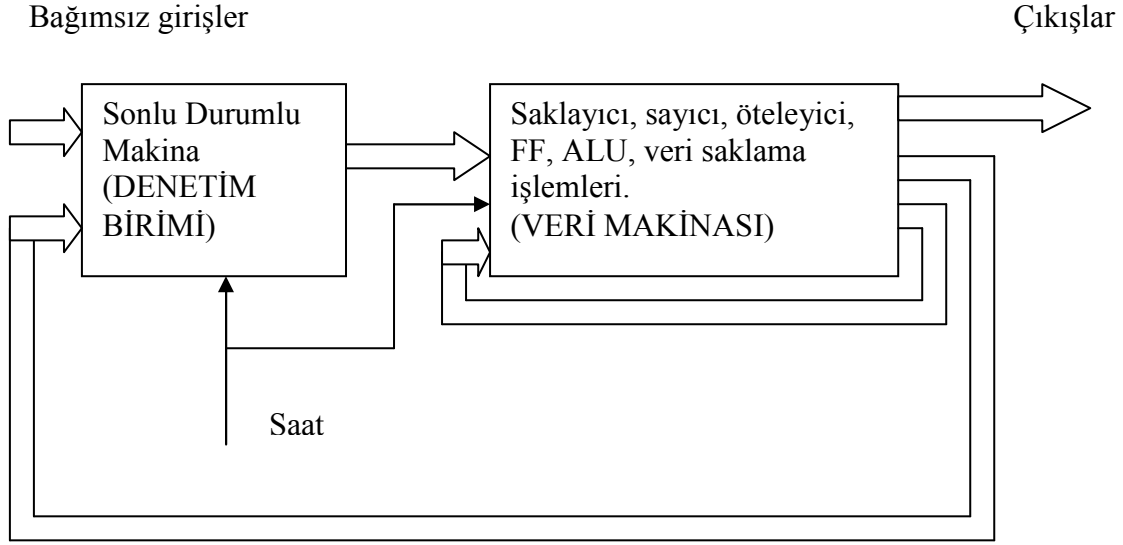 Bağımsız girişler
Çıkışlar
Sonlu Durumlu
Makina
(DENETİM
BİRİMİ)
Saklayıcı, sayıcı, öteleyici,
FF, ALU, veri saklama
işlemleri.
(VERİ MAKİNASI)
Saat